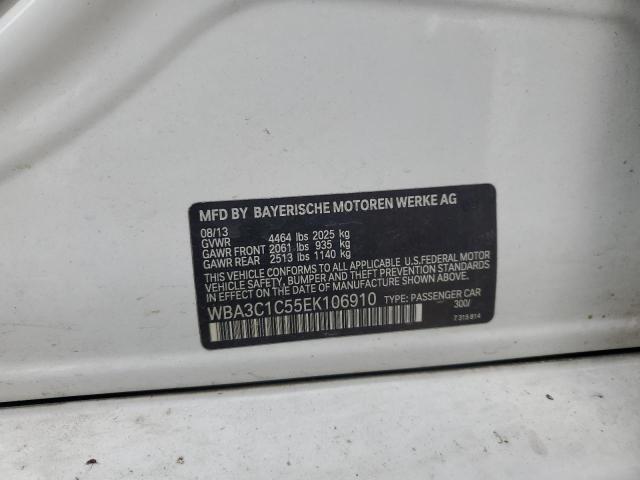 MFD BY BAYERISCHE MOTOREN WERKE AG
08/13
GVWR 4464 lbs 2025 kg
GAWR FRONT 2061 lbs 935 kg
GAWR REAR 2513 lbs 1140 kg
THIS VEHICLE CONFORMS TO ALL APPLICABLE U.S.FEDERAL MOTOR
VEHICLE SAFETY, BUMPER AND THEFT PREVENTION STANDARDS IN
EFFECT ON THE DATE OF MANUFACTURE SHOWN ABOVE.
WBA3C1C55EK106910 TYPE: PASSENGER CAR
300/
7315814